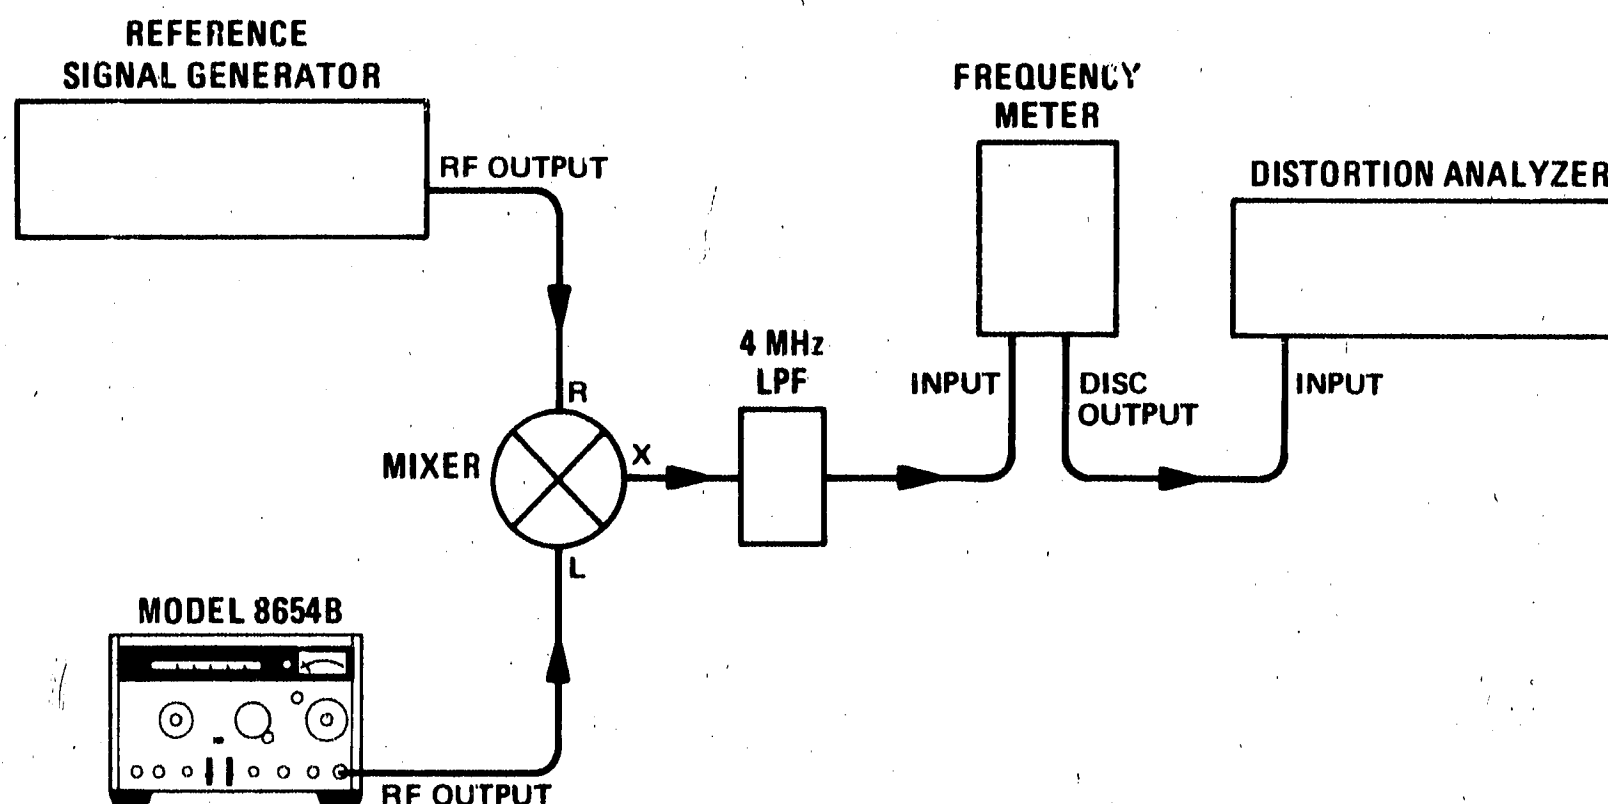 REFERENCE
SIGNAL GENERATOR
RF OUTPUT
FREQUENCY
METER
DISTORTION ANALYZER
4 MHz
LPF
INPUT
DISC
OUTPUT
INPUT
R
MIXER
X
L
MODEL 8654B
RF OUTPUT